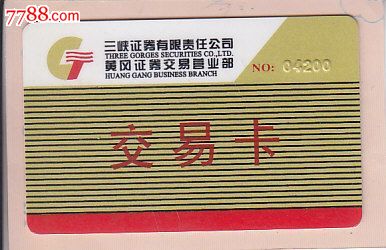 7788.com
三峡证券有限责任公司
THREE GORGES SECURITIES CO.,LTD.
黄冈证券交易营业部
HUANG GANG BUSINESS BRANCH
NO: 04200
交易卡